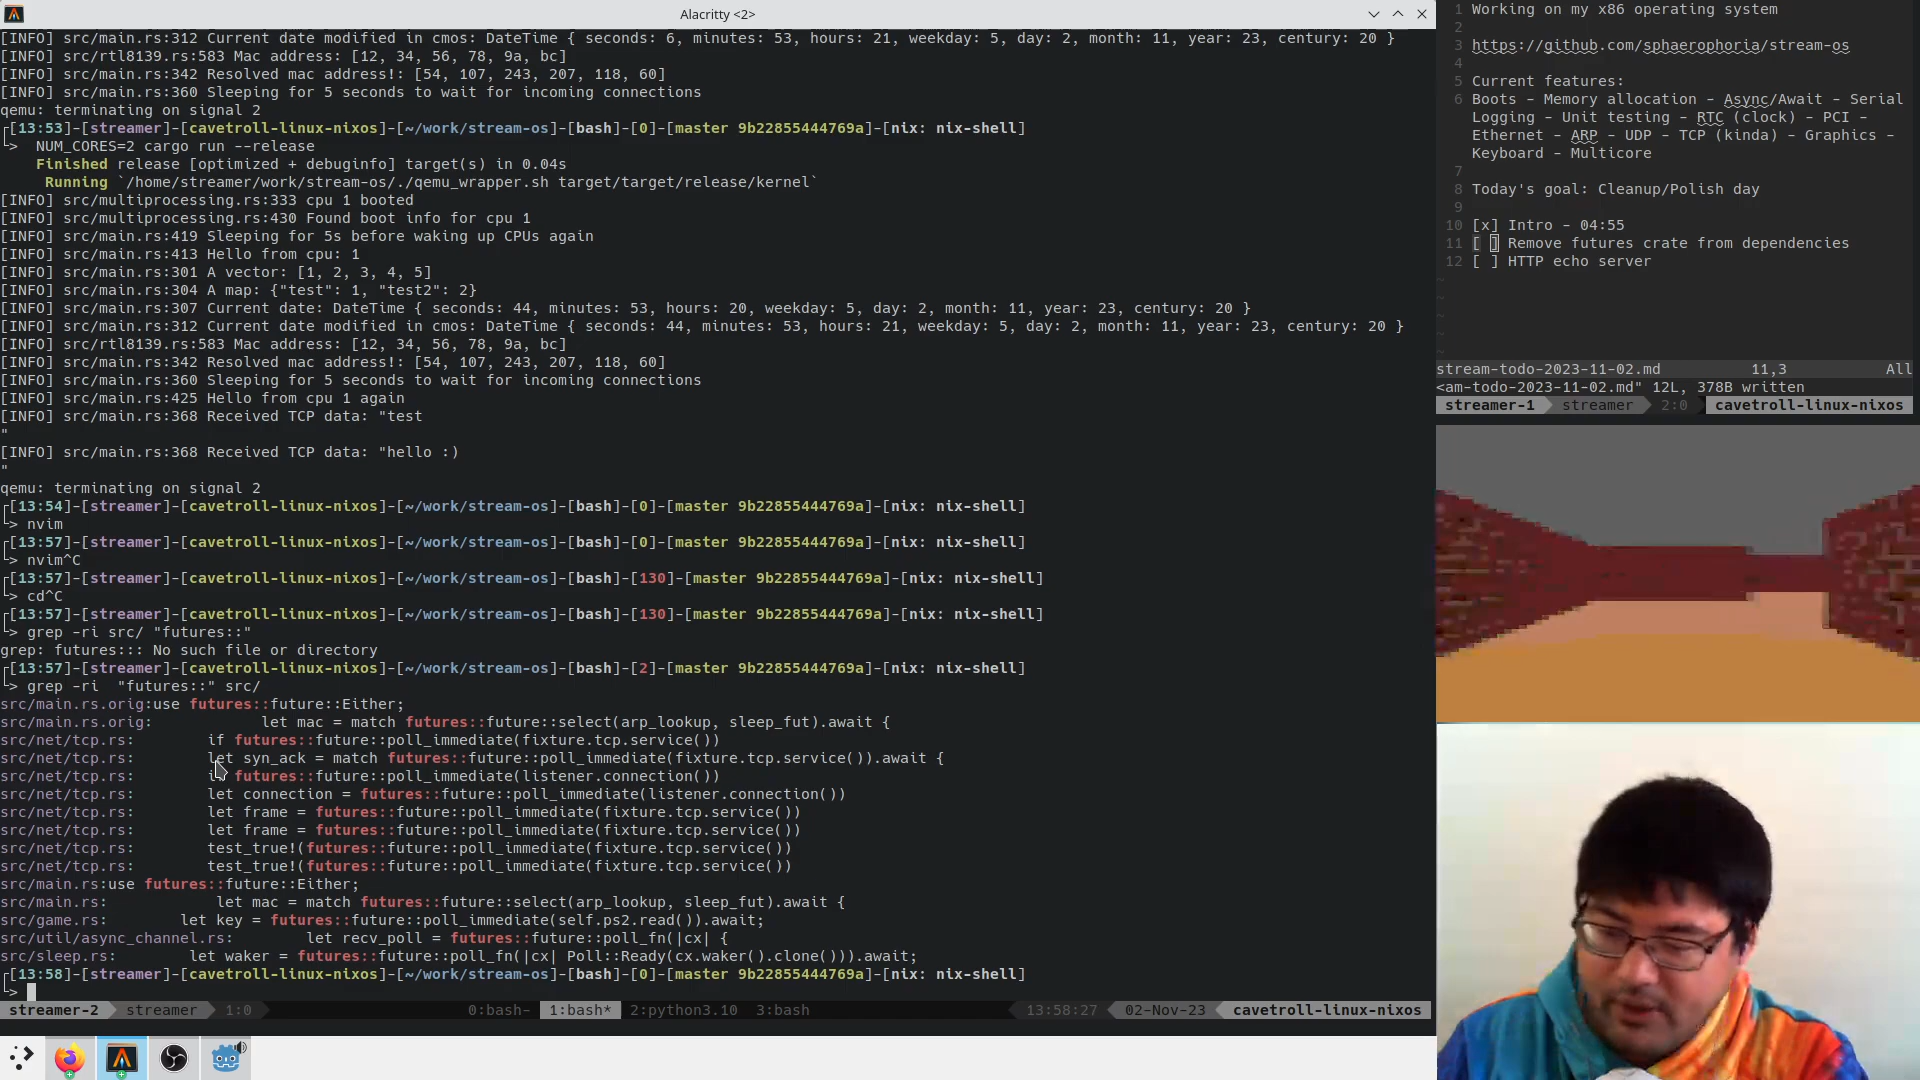 Alacritty <2>
[INFO] src/main.rs:312 Current date modified in cmos: DateTime { seconds: 6, minutes: 53, hours: 21, weekday: 5, day: 2, month: 11, year: 23, century: 20 }
[INFO] src/rtl8139.rs:583 Mac address: [12, 34, 56, 78, 9a, bc]
[INFO] src/main.rs:342 Resolved mac address!: [54, 107, 243, 207, 118, 60]
[INFO] src/main.rs:360 Sleeping for 5 seconds to wait for incoming connections
qemu: terminating on signal 2
┌[13:53]-[streamer]-[cavetroll-linux-nixos]-[~/work/stream-os]-[bash]-[0]-[master 9b22855444769a]-[nix: nix-shell]
└> NUM_CORES=2 cargo run --release
Finished release [optimized + debuginfo] target(s) in 0.04s
Running `/home/streamer/work/stream-os/./qemu_wrapper.sh target/target/release/kernel`
[INFO] src/multiprocessing.rs:333 cpu 1 booted
[INFO] src/multiprocessing.rs:430 Found boot info for cpu 1
[INFO] src/main.rs:419 Sleeping for 5s before waking up CPUs again
[INFO] src/main.rs:413 Hello from cpu: 1
[INFO] src/main.rs:301 A vector: [1, 2, 3, 4, 5]
[INFO] src/main.rs:304 A map: {"test": 1, "test2": 2}
[INFO] src/main.rs:307 Current date: DateTime { seconds: 44, minutes: 53, hours: 20, weekday: 5, day: 2, month: 11, year: 23, century: 20 }
[INFO] src/main.rs:312 Current date modified in cmos: DateTime { seconds: 44, minutes: 53, hours: 21, weekday: 5, day: 2, month: 11, year: 23, century: 20 }
[INFO] src/rtl8139.rs:583 Mac address: [12, 34, 56, 78, 9a, bc]
[INFO] src/main.rs:342 Resolved mac address!: [54, 107, 243, 207, 118, 60]
[INFO] src/main.rs:360 Sleeping for 5 seconds to wait for incoming connections
[INFO] src/main.rs:425 Hello from cpu 1 again
[INFO] src/main.rs:368 Received TCP data: "test
"
[INFO] src/main.rs:368 Received TCP data: "hello :)
"
qemu: terminating on signal 2
┌[13:54]-[streamer]-[cavetroll-linux-nixos]-[~/work/stream-os]-[bash]-[0]-[master 9b22855444769a]-[nix: nix-shell]
└> nvim
┌[13:57]-[streamer]-[cavetroll-linux-nixos]-[~/work/stream-os]-[bash]-[0]-[master 9b22855444769a]-[nix: nix-shell]
└> nvim^C
┌[13:57]-[streamer]-[cavetroll-linux-nixos]-[~/work/stream-os]-[bash]-[130]-[master 9b22855444769a]-[nix: nix-shell]
└> cd^C
┌[13:57]-[streamer]-[cavetroll-linux-nixos]-[~/work/stream-os]-[bash]-[130]-[master 9b22855444769a]-[nix: nix-shell]
└> grep -ri src/ "futures::"
grep: futures::: No such file or directory
┌[13:57]-[streamer]-[cavetroll-linux-nixos]-[~/work/stream-os]-[bash]-[2]-[master 9b22855444769a]-[nix: nix-shell]
└> grep -ri  "futures::" src/
src/main.rs.orig:use futures::future::Either;
src/main.rs.orig: let mac = match futures::future::select(arp_lookup, sleep_fut).await {
src/net/tcp.rs: if futures::future::poll_immediate(fixture.tcp.service())
src/net/tcp.rs: let syn_ack = match futures::future::poll_immediate(fixture.tcp.service()).await {
src/net/tcp.rs: if futures::future::poll_immediate(listener.connection())
src/net/tcp.rs: let connection = futures::future::poll_immediate(listener.connection())
src/net/tcp.rs: let frame = futures::future::poll_immediate(fixture.tcp.service())
src/net/tcp.rs: let frame = futures::future::poll_immediate(fixture.tcp.service())
src/net/tcp.rs: test_true!(futures::future::poll_immediate(fixture.tcp.service())
src/net/tcp.rs: test_true!(futures::future::poll_immediate(fixture.tcp.service())
src/main.rs:use futures::future::Either;
src/main.rs: let mac = match futures::future::select(arp_lookup, sleep_fut).await {
src/game.rs: let key = futures::future::poll_immediate(self.ps2.read()).await;
src/util/async_channel.rs: let recv_poll = futures::future::poll_fn(|cx| {
src/sleep.rs: let waker = futures::future::poll_fn(|cx| Poll::Ready(cx.waker().clone())).await;
┌[13:58]-[streamer]-[cavetroll-linux-nixos]-[~/work/stream-os]-[bash]-[0]-[master 9b22855444769a]-[nix: nix-shell]
└>
streamer-2 streamer 1:0 0:bash- 1:bash* 2:python3.10 3:bash 13:58:27 02-Nov-23 cavetroll-linux-nixos
1 Working on my x86 operating system
2
3 https://github.com/sphaerophoria/stream-os
4
5 Current features:
6 Boots - Memory allocation - Async/Await - Serial
Logging - Unit testing - RTC (clock) - PCI -
Ethernet - ARP - UDP - TCP (kinda) - Graphics -
Keyboard - Multicore
7
8 Today's goal: Cleanup/Polish day
9
10 [x] Intro - 04:55
11 [ ] Remove futures crate from dependencies
12 [ ] HTTP echo server
~
~
~
~
~
stream-todo-2023-11-02.md 11,3 All
<am-todo-2023-11-02.md" 12L, 378B written
streamer-1 streamer 2:0 cavetroll-linux-nixos